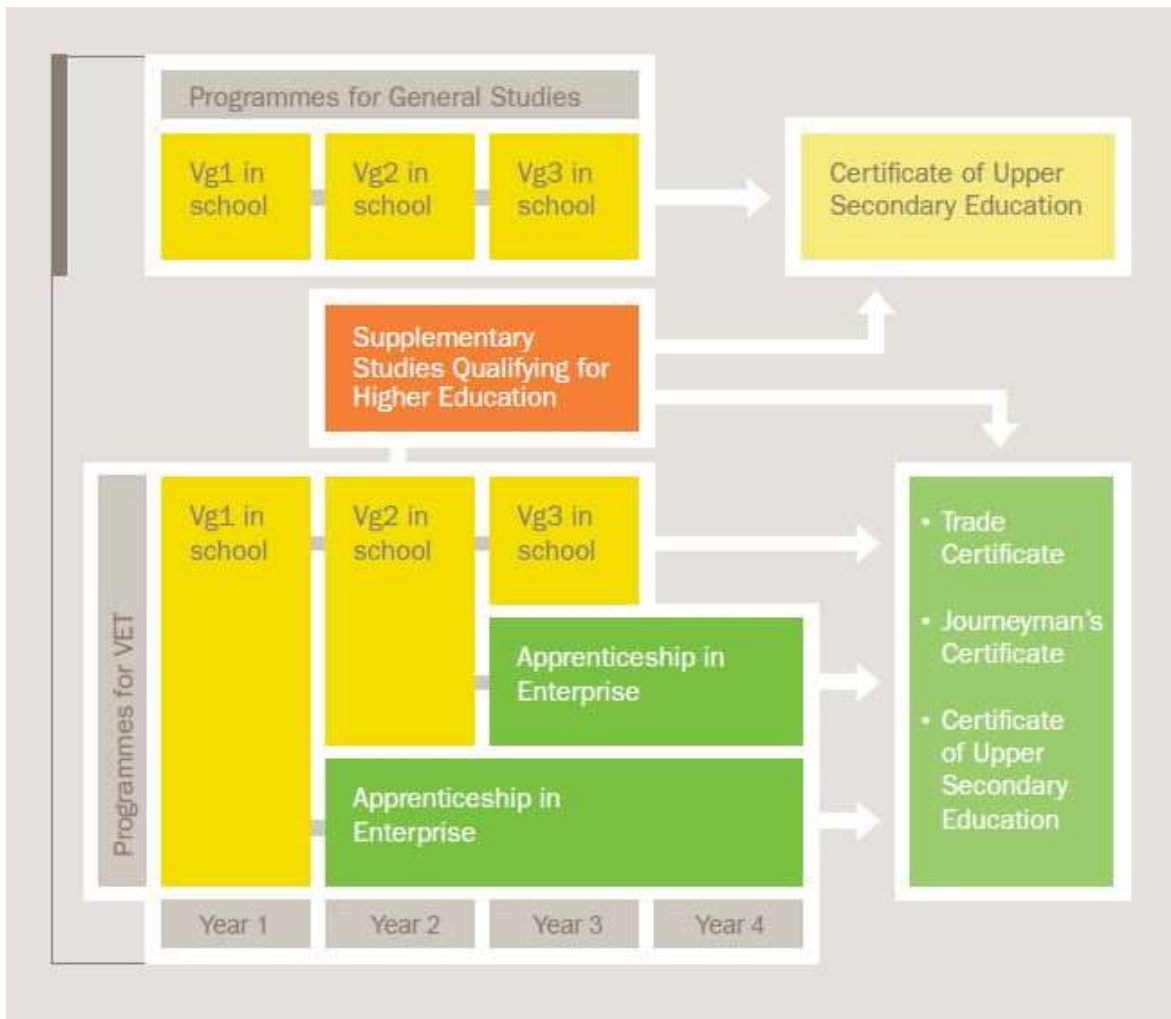 Programmes for General Studies
Vg1 in
school
Vg2 in
school
Vg3 in
school
Certificate of Upper
Secondary Education
Supplementary
Studies Qualifying for
Higher Education
Programmes for VET
Vg1 in
school
Vg2 in
school
Vg3 in
school
Apprenticeship in
Enterprise
Apprenticeship in
Enterprise
• Trade
Certificate
• Journeyman's
Certificate
• Certificate
of Upper
Secondary
Education
Year 1
Year 2
Year 3
Year 4